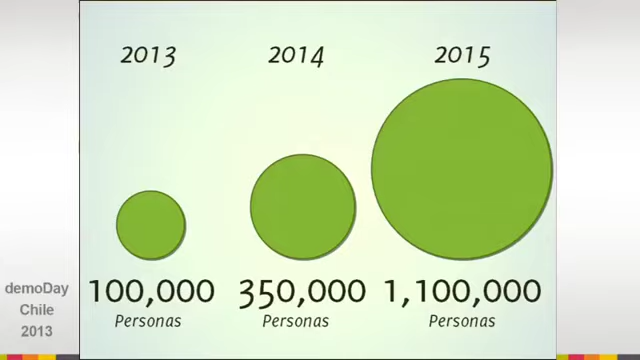 2013 2014 2015
100,000 350,000 1,100,000
Personas Personas Personas
demoDay
Chile
2013